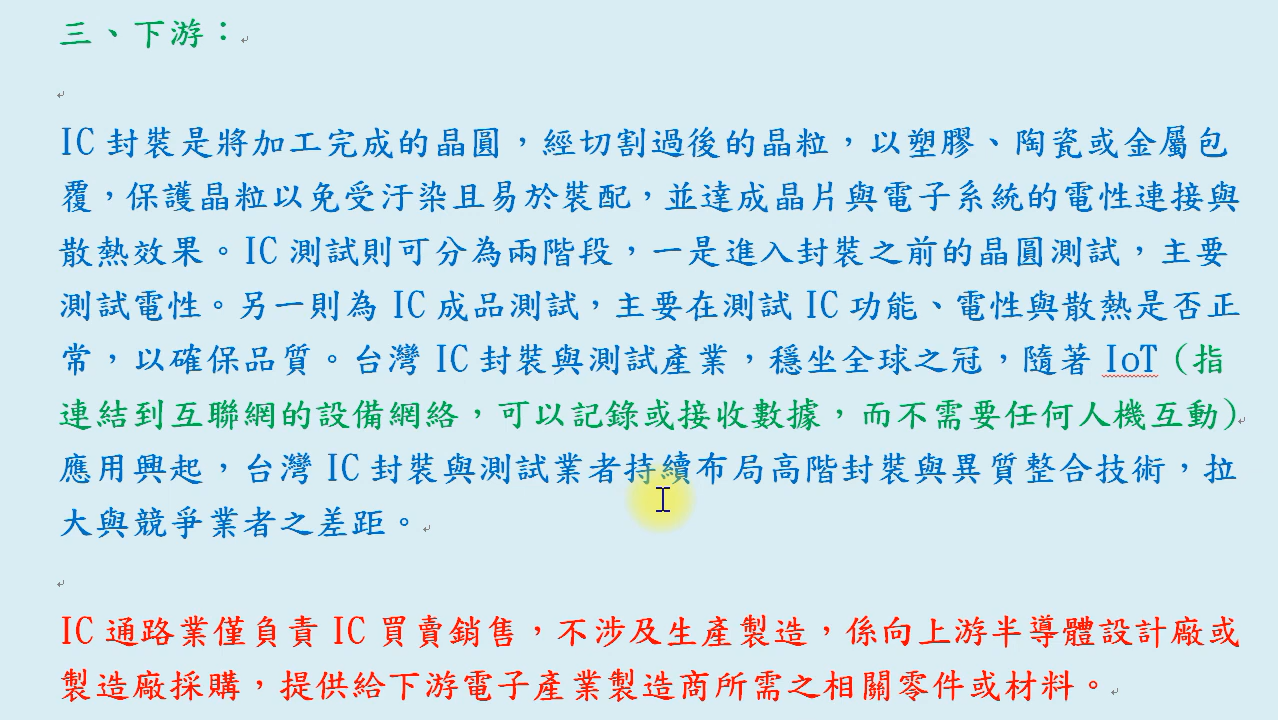 三、下游：
IC 封裝是將加工完成的晶圓，經切割過後的晶粒，以塑膠、陶瓷或金屬包
覆，保護晶粒以免受汙染且易於裝配，並達成晶片與電子系統的電性連接與
散熱效果。IC 測試則可分為兩階段，一是進入封裝之前的晶圓測試，主要
測試電性。另一則為 IC 成品測試，主要在測試 IC 功能、電性與散熱是否正
常，以確保品質。台灣 IC 封裝與測試產業，穩坐全球之冠，隨著 IoT（指
連結到互聯網的設備網絡，可以記錄或接收數據，而不需要任何人機互動）
應用興起，台灣 IC 封裝與測試業者持續布局高階封裝與異質整合技術，拉
大與競爭業者之差距。
IC 通路業僅負責 IC 買賣銷售，不涉及生產製造，係向上游半導體設計廠或
製造廠採購，提供給下游電子產業製造商所需之相關零件或材料。